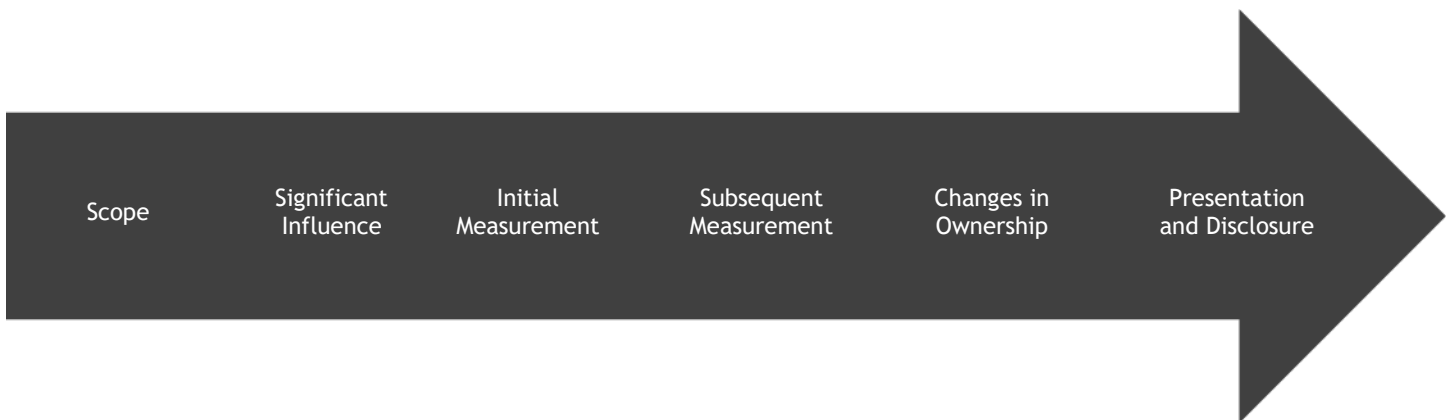 Scope
Significant
Influence
Initial
Measurement
Subsequent
Measurement
Changes in
Ownership
Presentation
and Disclosure